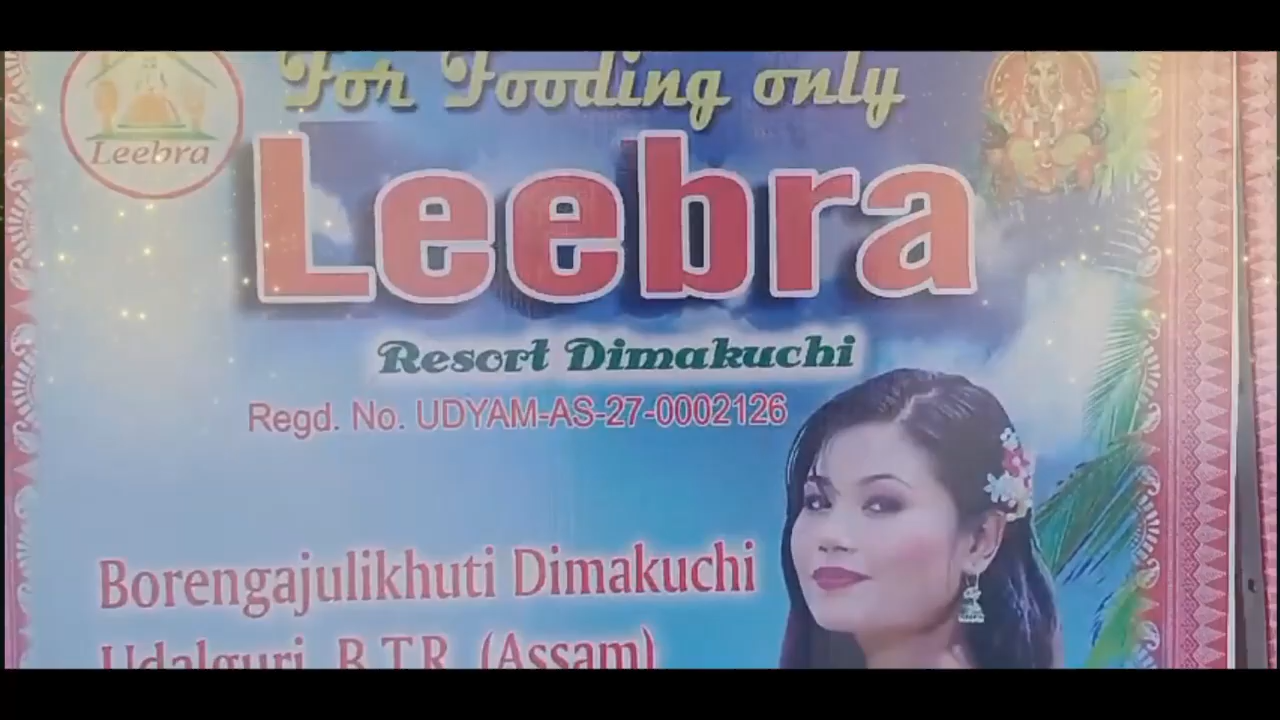 For Fooding only
Leebra
Leebra
Resort Dimakuchi
Regd. No. UDYAM-AS-27-0002126
Borengajulikhuti Dimakuchi
Udalguri, B.T.R. (Assam)